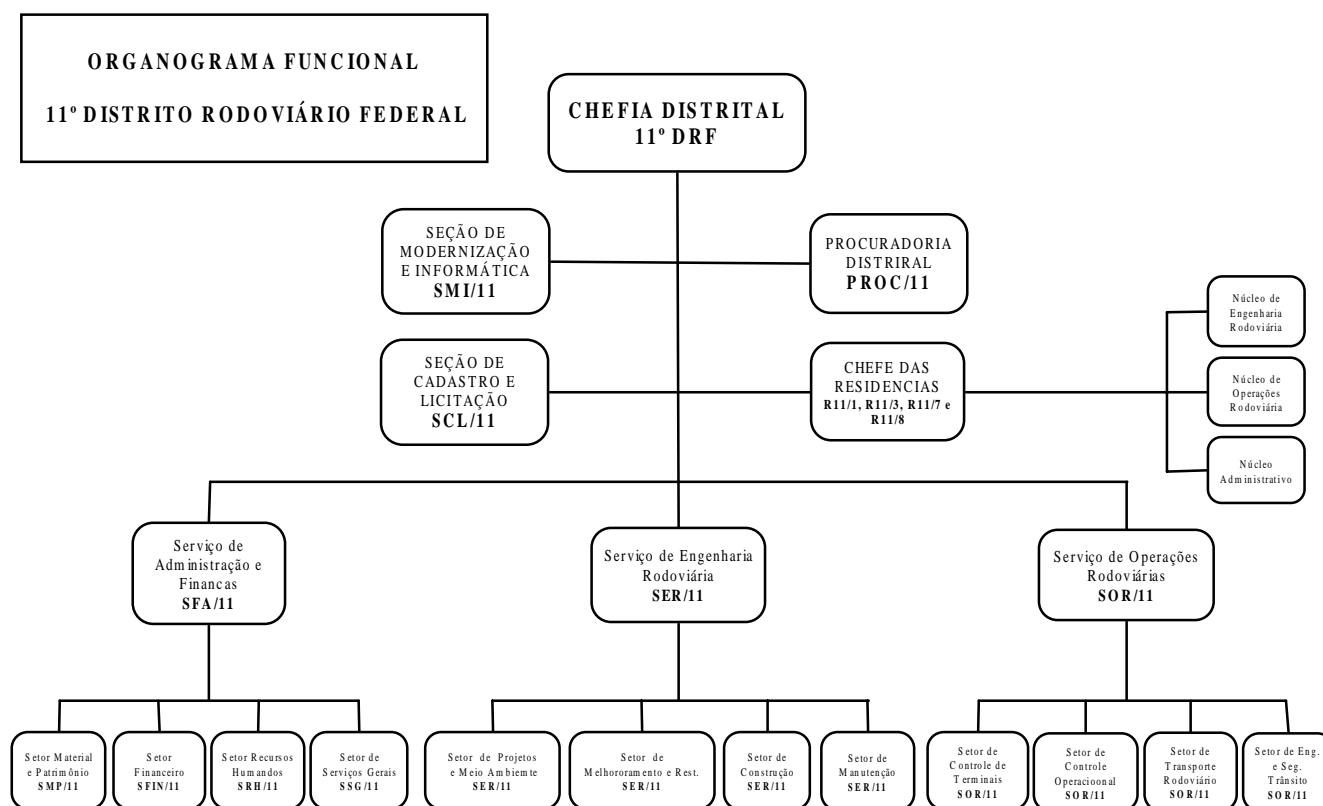 ORGANOGRAMA FUNCIONAL
11º DISTRITO RODOVIÁRIO FEDERAL
CHEFIA DISTRITAL
11º DRF
SEÇÃO DE
MODERNIZAÇÃO
E INFORMÁTICA
SMI/11
PROCURADORIA
DISTRIRAL
PROC/11
SEÇÃO DE
CADASTRO E
LICITAÇÃO
SCL/11
CHEFE DAS
RESIDENCIAS
R11/1, R11/3, R11/7 e
R11/8
Núcleo de
Engenharia
Rodoviária
Núcleo de
Operações
Rodoviária
Núcleo
Administrativo
Serviço de
Administração e
Financas
SFA/11
Serviço de Engenharia
Rodoviária
SER/11
Serviço de Operações
Rodoviárias
SOR/11
Setor Material
e Patrimônio
SMP/11
Setor
Financeiro
SFIN/11
Setor Recursos
Humandos
SRH/11
Setor de
Serviços Gerais
SSG/11
Setor de Projetos
e Meio Ambiemte
SER/11
Setor de
Melhororamento e Rest.
SER/11
Setor de
Construção
SER/11
Setor de
Manutenção
SER/11
Setor de
Controle de
Terminais
SOR/11
Setor de
Controle
Operacioonal
SOR/11
Setor de
Transporte
Rodoviário
SOR/11
Setor de Eng.
e Seg.
Trânsito
SOR/11